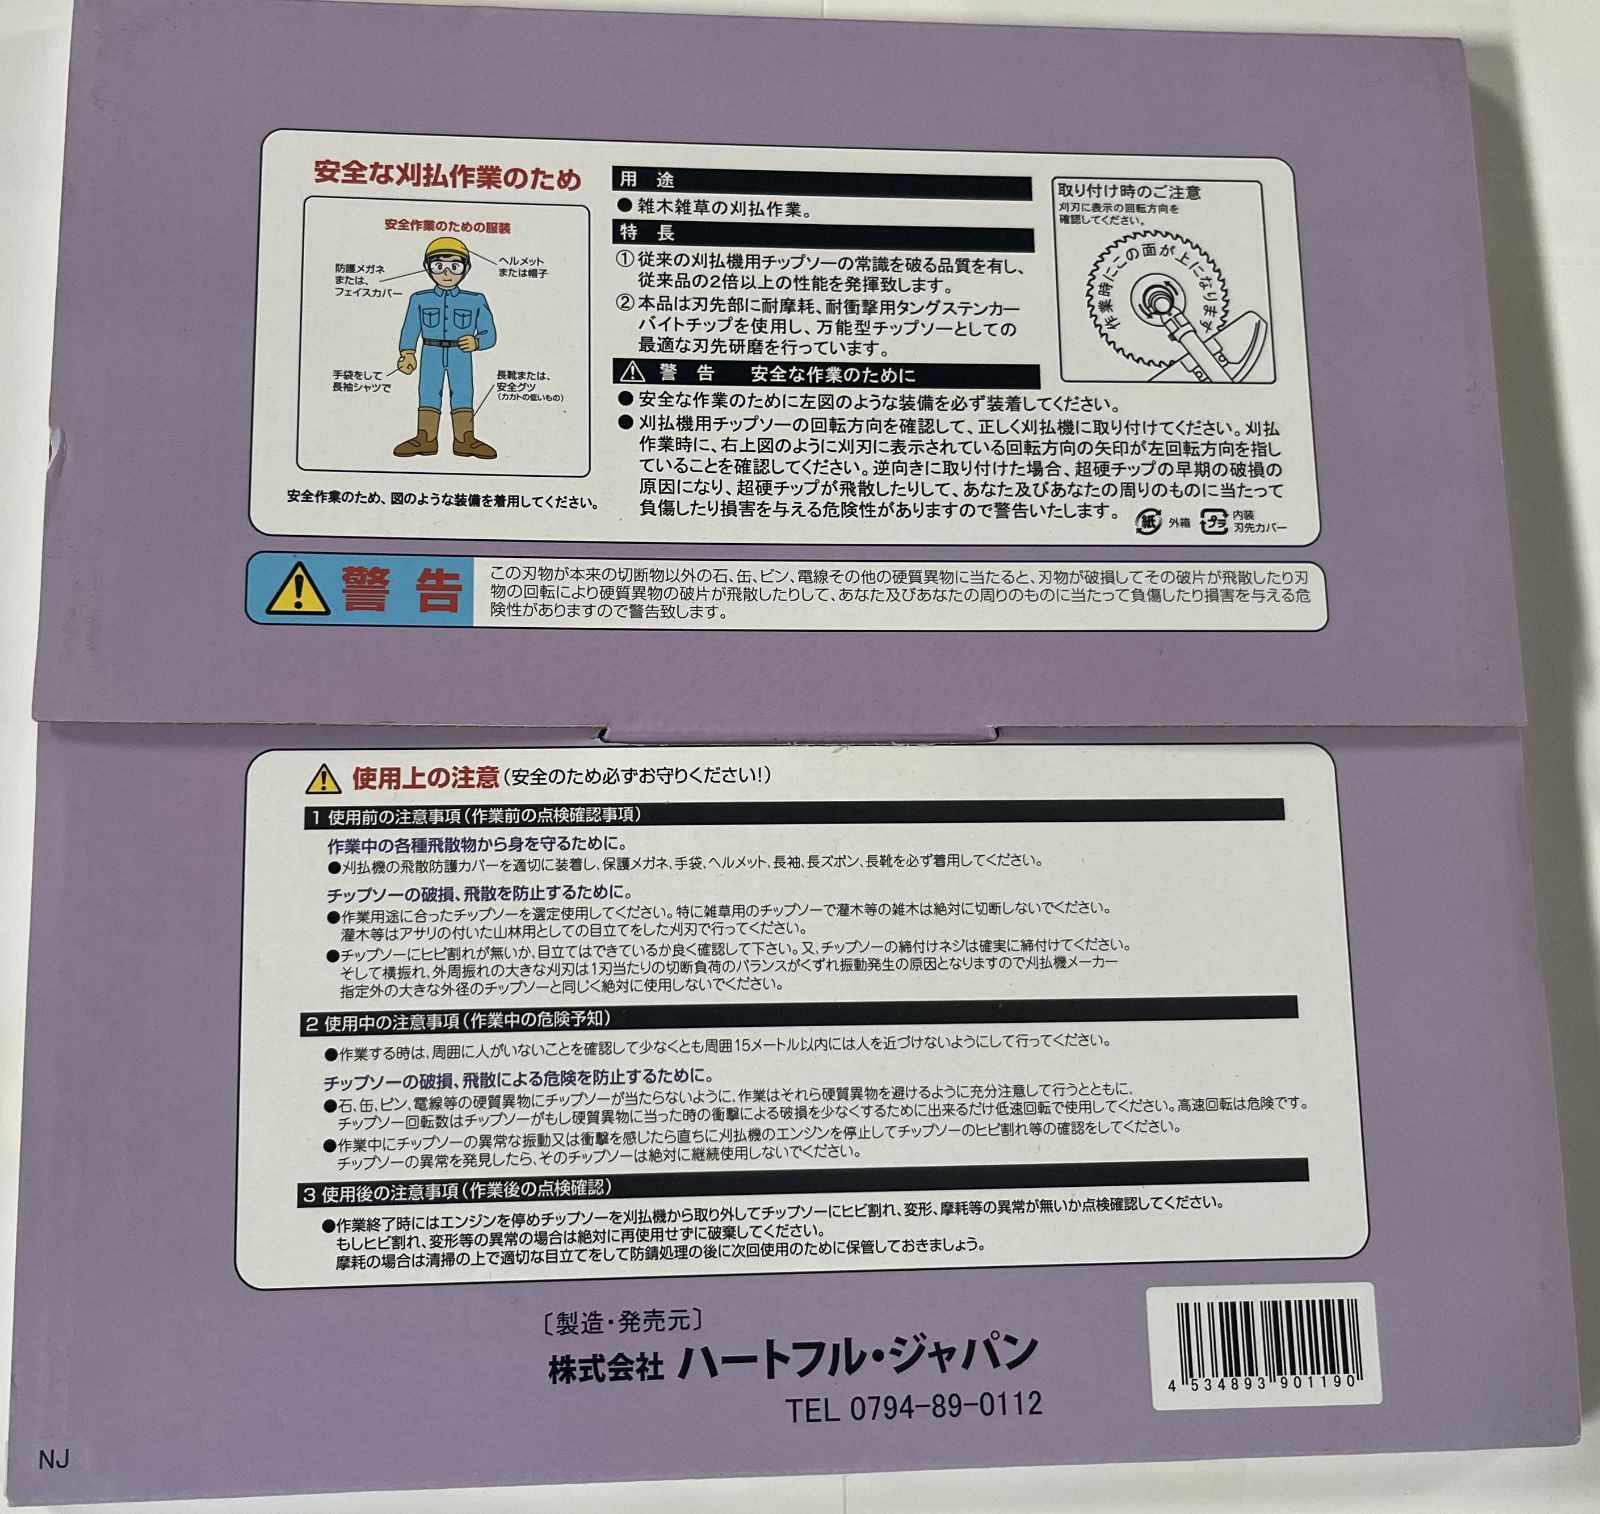 安全な刈払作業のため
安全作業のための服装
防護メガネ
または、
フェイスカバー
ヘルメット
または帽子
手袋をして
長袖シャツで
長靴または、
安全グツ
(カカトの低いもの)
安全作業のため、図のような装備を着用してください。
用 途
●雑木雑草の刈払作業。
特 長
①従来の刈払機用チップソーの常識を破る品質を有し、
従来品の2倍以上の性能を発揮致します。
②本品は刃先部に耐摩耗、耐衝撃用タングステンカー
バイトチップを使用し、万能型チップソーとしての
最適な刃先研磨を行っています。
警 告 安全な作業のために
●安全な作業のために左図のような装備を必ず装着してください。
●刈払機用チップソーの回転方向を確認して、正しく刈払機に取り付けてください。刈払
作業時に、右上図のように刈刃に表示されている回転方向の矢印が左回転方向を指し
ていることを確認してください。逆向きに取り付けた場合、超硬チップの早期の破損の
原因になり、超硬チップが飛散したりして、あなた及びあなたの周りのものに当たって
負傷したり損害を与える危険性がありますので警告いたします。
紙 外箱 プラ 内装
刃先カバー
取り付け時のご注意
刈刃に表示の回転方向を
確認してください。
作業時にこの面が上になります
警 告
この刃物が本来の切断物以外の石、缶、ビン、電線その他の硬質異物に当たると、刃物が破損してその破片が飛散したり刃
物の回転により硬質異物の破片が飛散したりして、あなた及びあなたの周りのものに当たって負傷したり損害を与える危
険性がありますので警告致します。
使用上の注意(安全のため必ずお守りください!)
1 使用前の注意事項(作業前の点検確認事項)
作業中の各種飛散物から身を守るために。
●刈払機の飛散防護カバーを適切に装着し、保護メガネ、手袋、ヘルメット、長袖、長ズボン、長靴を必ず着用してください。
チップソーの破損、飛散を防止するために。
●作業用途に合ったチップソーを選定使用してください。特に雑草用のチップソーで灌木等の雑木は絶対に切断しないでください。
灌木等はアサリの付いた山林用としての目立てをした刈刃で行ってください。
●チップソーにヒビ割れが無いか、目立てはできているか良く確認して下さい。又、チップソーの締付けネジは確実に締付けてください。
そして横振れ、外周振れの大きな刈刃は1刃当たりの切断負荷のバランスがくずれ振動発生の原因となりますので刈払機メーカー
指定外の大きな外径のチップソーと同じく絶対に使用しないでください。
2 使用中の注意事項(作業中の危険予知)
●作業する時は、周囲に人がいないことを確認して少なくとも周囲15メートル以内には人を近づけないようにして行ってください。
チップソーの破損、飛散による危険を防止するために。
●石、缶、ビン、電線等の硬質異物にチップソーが当たらないように、作業はそれら硬質異物を避けるように充分注意して行うとともに、
チップソー回転数はチップソーがもし硬質異物に当った時の衝撃による破損を少なくするために出来るだけ低速回転で使用してください。高速回転は危険です。
●作業中にチップソーの異常な振動又は衝撃を感じたら直ちに刈払機のエンジンを停止してチップソーのヒビ割れ等の確認をしてください。
チップソーの異常を発見したら、そのチップソーは絶対に継続使用しないでください。
3 使用後の注意事項(作業後の点検確認)
●作業終了時にはエンジンを停めチップソーを刈払機から取り外してチップソーにヒビ割れ、変形、摩耗等の異常が無いか点検確認してください。
もしヒビ割れ、変形等の異常の場合は絶対に再使用せずに破棄してください。
摩耗の場合は清掃の上で適切な目立てをして防錆処理の後に次回使用のために保管しておきましょう。
〔製造・発売元〕
株式会社 ハートフル・ジャパン
TEL 0794-89-0112
4 534893 901190
NJ